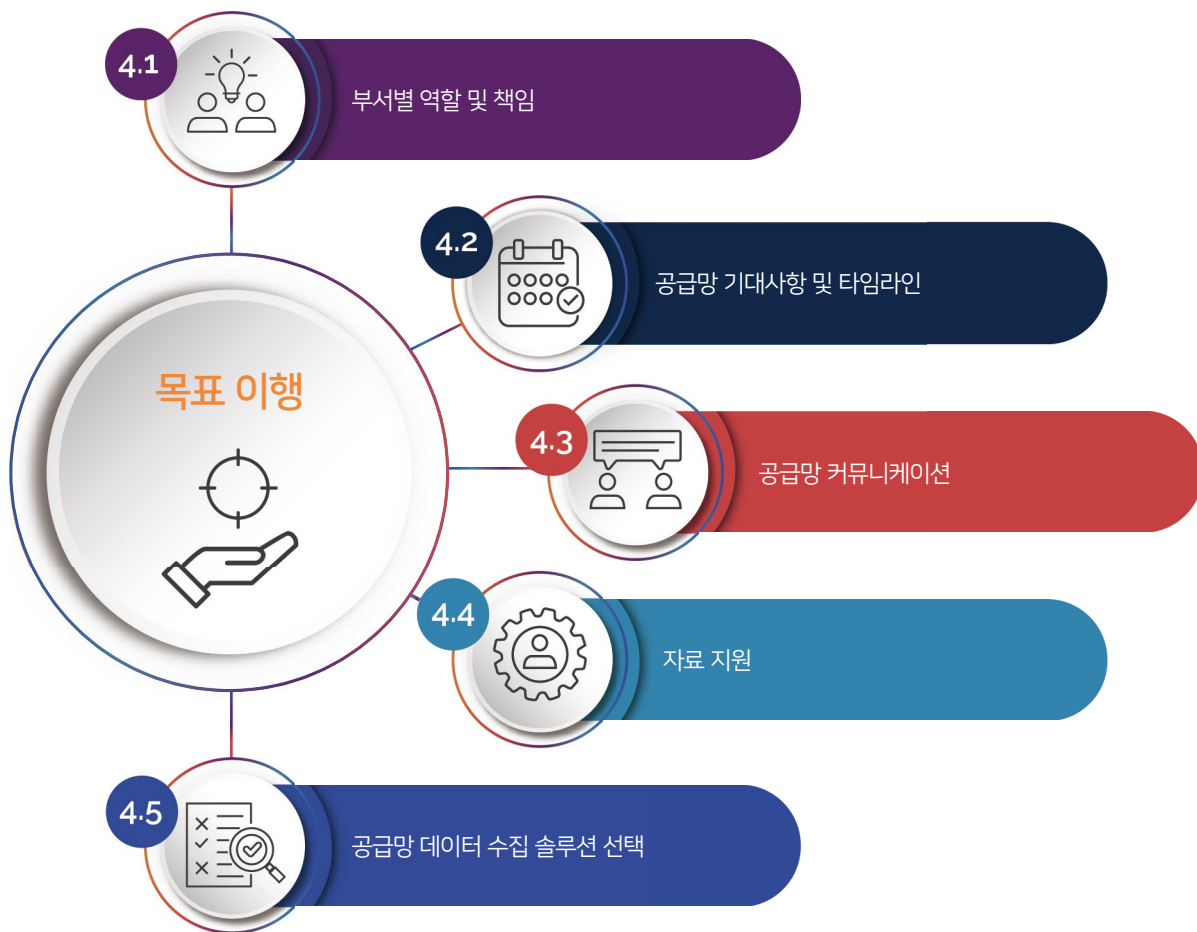 4.1
부서별 역할 및 책임
4.2
공급망 기대사항 및 타임라인
목표 이행
4.3
공급망 커뮤니케이션
4.4
자료 지원
4.5
공급망 데이터 수집 솔루션 선택